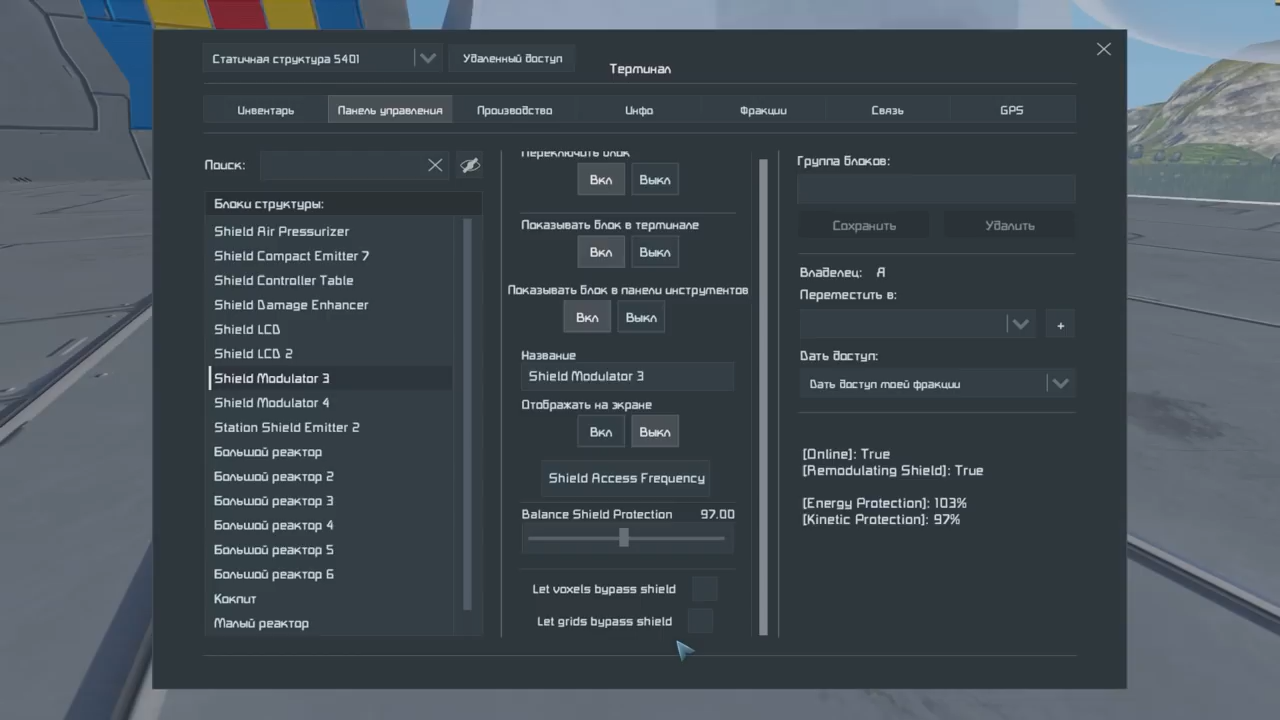 Статичная структура 5401
Удаленный доступ
Терминал
Инвентарь
Панель управления
Производство
Инфо
Фракции
Связь
GPS
Поиск:
Блоки структуры:
Shield Air Pressurizer
Shield Compact Emitter 7
Shield Controller Table
Shield Damage Enhancer
Shield LCD
Shield LCD 2
Shield Modulator 3
Shield Modulator 4
Station Shield Emitter 2
Большой реактор
Большой реактор 2
Большой реактор 3
Большой реактор 4
Большой реактор 5
Большой реактор 6
Кокпит
Малый реактор
Переключить блок
Вкл Выкл
Показывать блок в терминале
Вкл Выкл
Показывать блок в панели инструментов
Вкл Выкл
Название
Shield Modulator 3
Отображать на экране
Вкл Выкл
Shield Access Frequency
Balance Shield Protection 97.00
Let voxels bypass shield
Let grids bypass shield
Группа блоков:
Сохранить Удалить
Владелец: A
Переместить в:
+
Дать доступ:
Дать доступ моей фракции
[Online]: True
[Remodulating Shield]: True
[Energy Protection]: 103%
[Kinetic Protection]: 97%